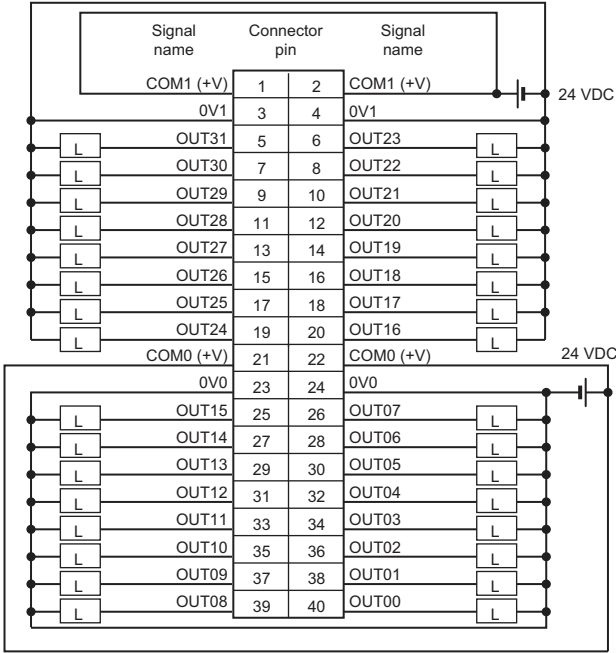 Signal name Connector pin Signal name
COM1 (+V) 1 2 COM1 (+V)
24 VDC
0V1 3 4 0V1
L OUT31 5 6 OUT23 L
L OUT30 7 8 OUT22 L
L OUT29 9 10 OUT21 L
L OUT28 11 12 OUT20 L
L OUT27 13 14 OUT19 L
L OUT26 15 16 OUT18 L
L OUT25 17 18 OUT17 L
L OUT24 19 20 OUT16 L
COM0 (+V) 21 22 COM0 (+V) 24 VDC
0V0 23 24 0V0
L OUT15 25 26 OUT07 L
L OUT14 27 28 OUT06 L
L OUT13 29 30 OUT05 L
L OUT12 31 32 OUT04 L
L OUT11 33 34 OUT03 L
L OUT10 35 36 OUT02 L
L OUT09 37 38 OUT01 L
L OUT08 39 40 OUT00 L